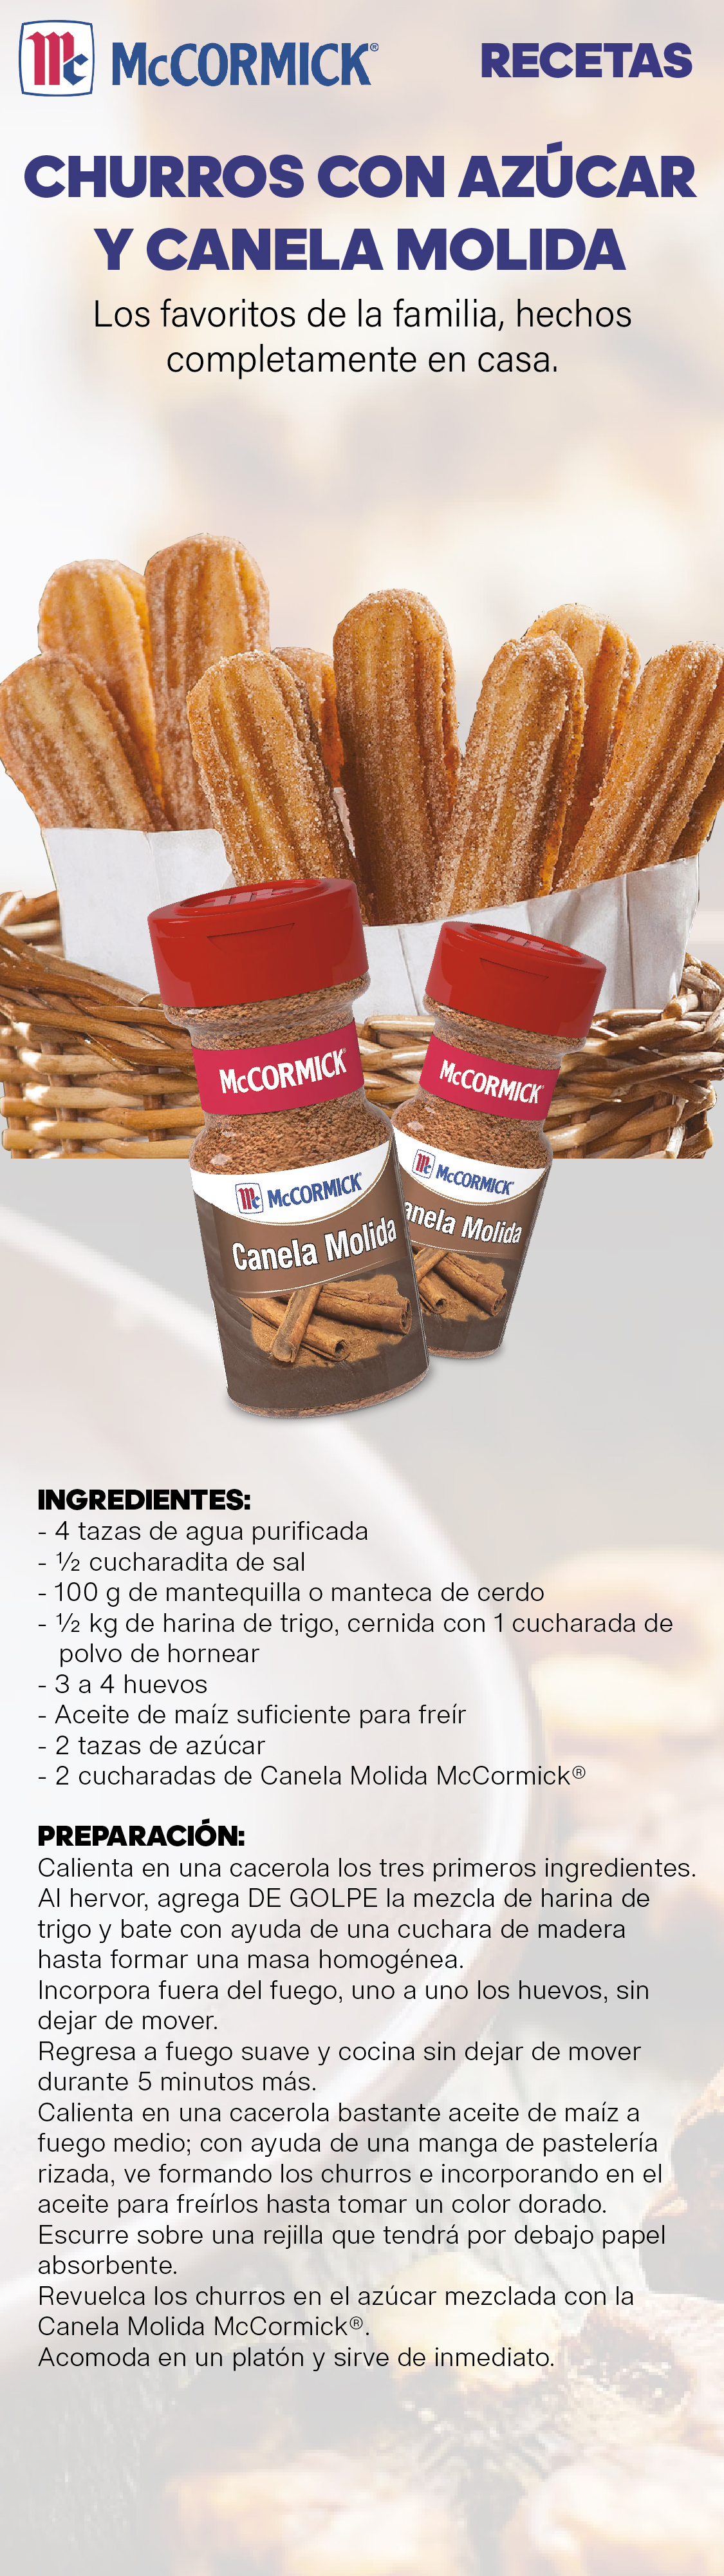 Mc McCORMICK® RECETAS
CHURROS CON AZÚCAR
Y CANELA MOLIDA
Los favoritos de la familia, hechos
completamente en casa.
McCORMICK
McCORMICK
Mc McCORMICK
Canela Molida
Mc McCORMICK
anela Molida
INGREDIENTES:
- 4 tazas de agua purificada
- ½ cucharadita de sal
- 100 g de mantequilla o manteca de cerdo
- ½ kg de harina de trigo, cernida con 1 cucharada de
polvo de hornear
- 3 a 4 huevos
- Aceite de maíz suficiente para freír
- 2 tazas de azúcar
- 2 cucharadas de Canela Molida McCormick®
PREPARACIÓN:
Calienta en una cacerola los tres primeros ingredientes.
Al hervor, agrega DE GOLPE la mezcla de harina de
trigo y bate con ayuda de una cuchara de madera
hasta formar una masa homogénea.
Incorpora fuera del fuego, uno a uno los huevos, sin
dejar de mover.
Regresa a fuego suave y cocina sin dejar de mover
durante 5 minutos más.
Calienta en una cacerola bastante aceite de maíz a
fuego medio; con ayuda de una manga de pastelería
rizada, ve formando los churros e incorporando en el
aceite para freírlos hasta tomar un color dorado.
Escurre sobre una rejilla que tendrá por debajo papel
absorbente.
Revuelca los churros en el azúcar mezclada con la
Canela Molida McCormick®.
Acomoda en un platón y sirve de inmediato.